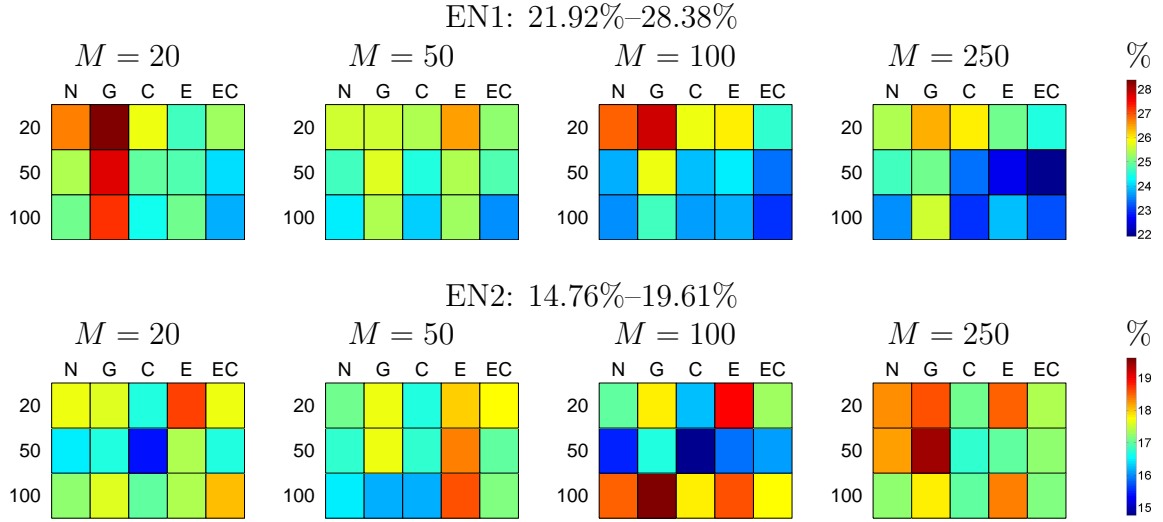 EN1: 21.92%–28.38%
M = 20 M = 50 M = 100 M = 250 %
N G C E EC N G C E EC N G C E EC N G C E EC
28
20 20 20 20
27
26
50 50 50 50
25
24
100 100 100 100
23
22
EN2: 14.76%–19.61%
M = 20 M = 50 M = 100 M = 250 %
N G C E EC N G C E EC N G C E EC N G C E EC
19
20 20 20 20
18
50 50 50 50
17
16
100 100 100 100
15